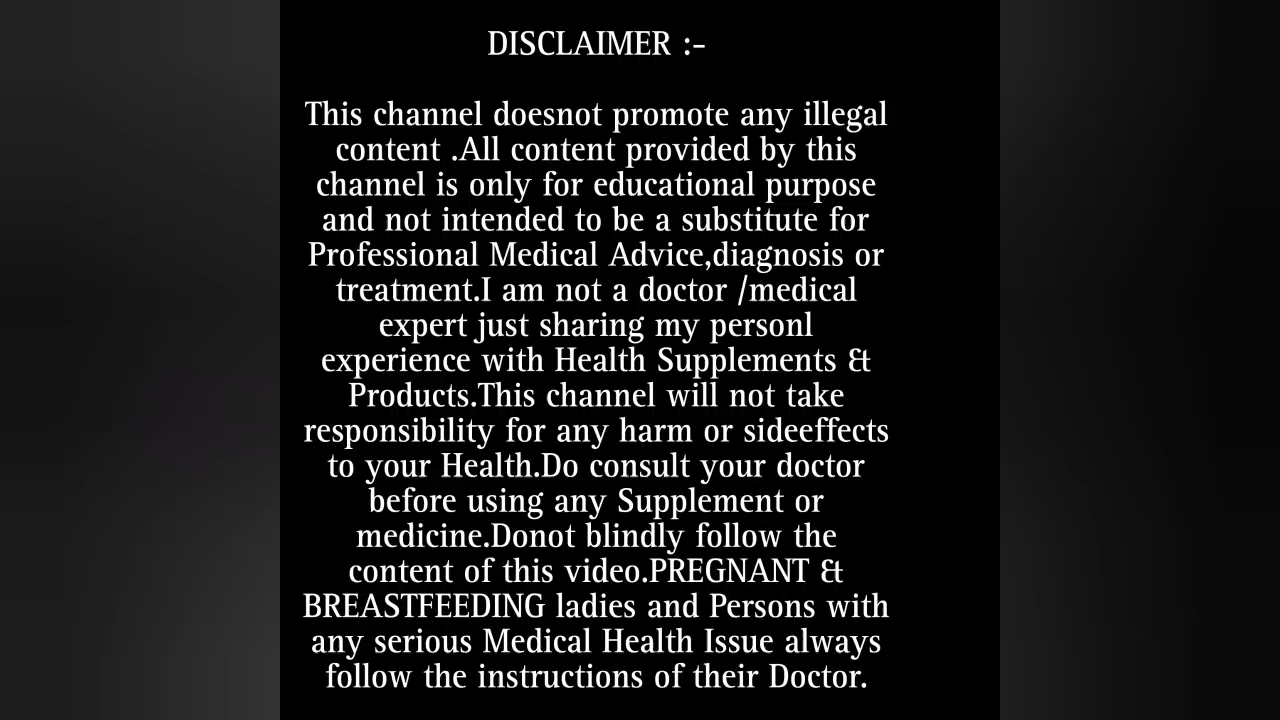 DISCLAIMER :-
This channel doesnot promote any illegal
content .All content provided by this
channel is only for educational purpose
and not intended to be a substitute for
Professional Medical Advice,diagnosis or
treatment.I am not a doctor /medical
expert just sharing my personl
experience with Health Supplements &
Products.This channel will not take
responsibility for any harm or sideeffects
to your Health.Do consult your doctor
before using any Supplement or
medicine.Donot blindly follow the
content of this video.PREGNANT &
BREASTFEEDING ladies and Persons with
any serious Medical Health Issue always
follow the instructions of their Doctor.